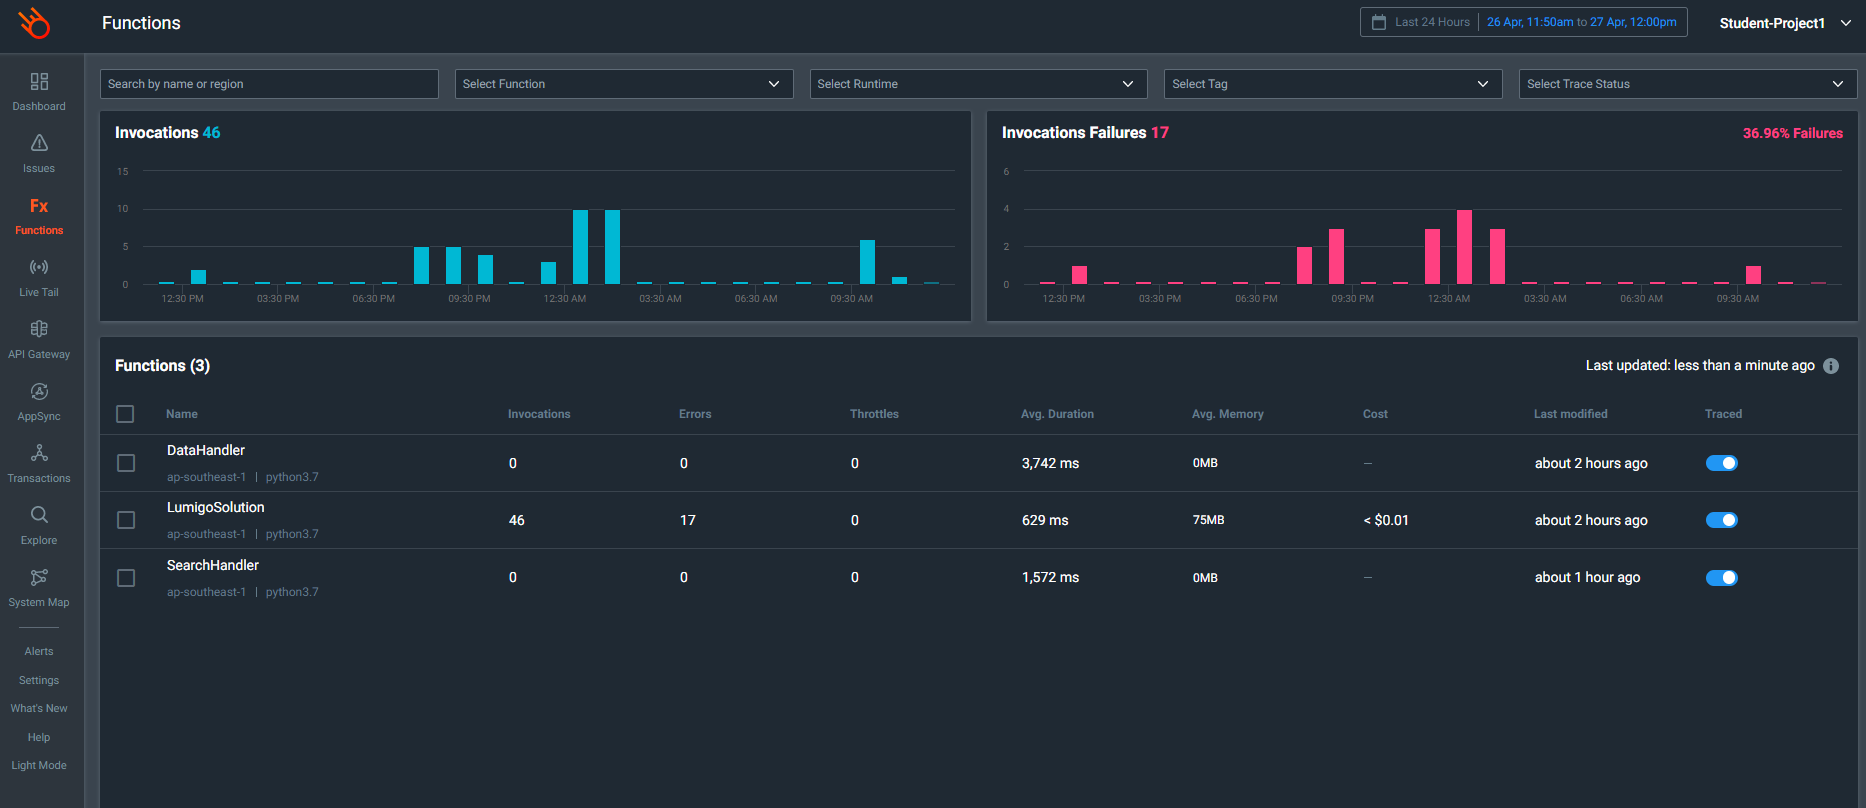 Functions
Last 24 Hours 26 Apr, 11:50am to 27 Apr, 12:00pm
Student-Project1
Dashboard
Issues
Fx
Functions
Live Tail
API Gateway
AppSync
Transactions
Explore
System Map
Alerts
Settings
What's New
Help
Light Mode
Search by name or region
Select Function
Select Runtime
Select Tag
Select Trace Status
Invocations 46
15
10
5
0
12:30 PM 03:30 PM 06:30 PM 09:30 PM 12:30 AM 03:30 AM 06:30 AM 09:30 AM
Invocations Failures 17
36.96% Failures
6
4
2
0
12:30 PM 03:30 PM 06:30 PM 09:30 PM 12:30 AM 03:30 AM 06:30 AM 09:30 AM
Functions (3)
Last updated: less than a minute ago
Name Invocations Errors Throttles Avg. Duration Avg. Memory Cost Last modified Traced
DataHandler
ap-southeast-1 | python3.7
0 0 0 3,742 ms 0MB – about 2 hours ago
LumigoSolution
ap-southeast-1 | python3.7
46 17 0 629 ms 75MB < $0.01 about 2 hours ago
SearchHandler
ap-southeast-1 | python3.7
0 0 0 1,572 ms 0MB – about 1 hour ago